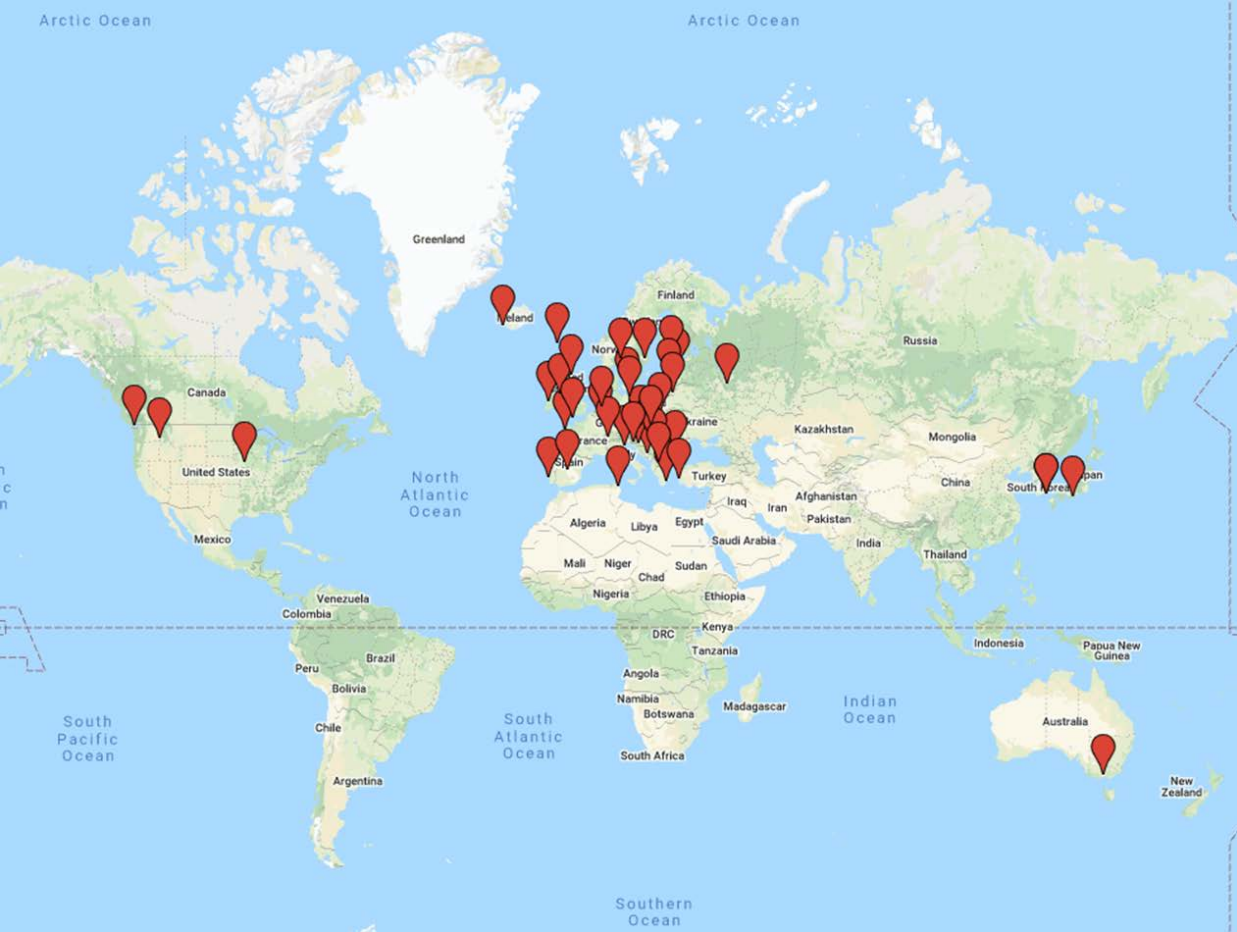 Arctic Ocean
Arctic Ocean
Greenland
Finland
Russia
Canada
Kazakhstan
Mongolia
United States
Turkey
China
North
Atlantic
Ocean
Iraq
Iran
Afghanistan
Pakistan
Algeria
Libya
Egypt
Saudi Arabia
India
Mexico
Thailand
Mali
Niger
Sudan
Chad
Nigeria
Ethiopia
Venezuela
Colombia
DRC
Kenya
Tanzania
Indonesia
Papua New
Guinea
Peru
Brazil
Bolivia
Angola
Namibia
Botswana
Madagascar
Indian
Ocean
Australia
South
Pacific
Ocean
South
Atlantic
Ocean
Chile
South Africa
Argentina
New
Zealand
Southern
Ocean